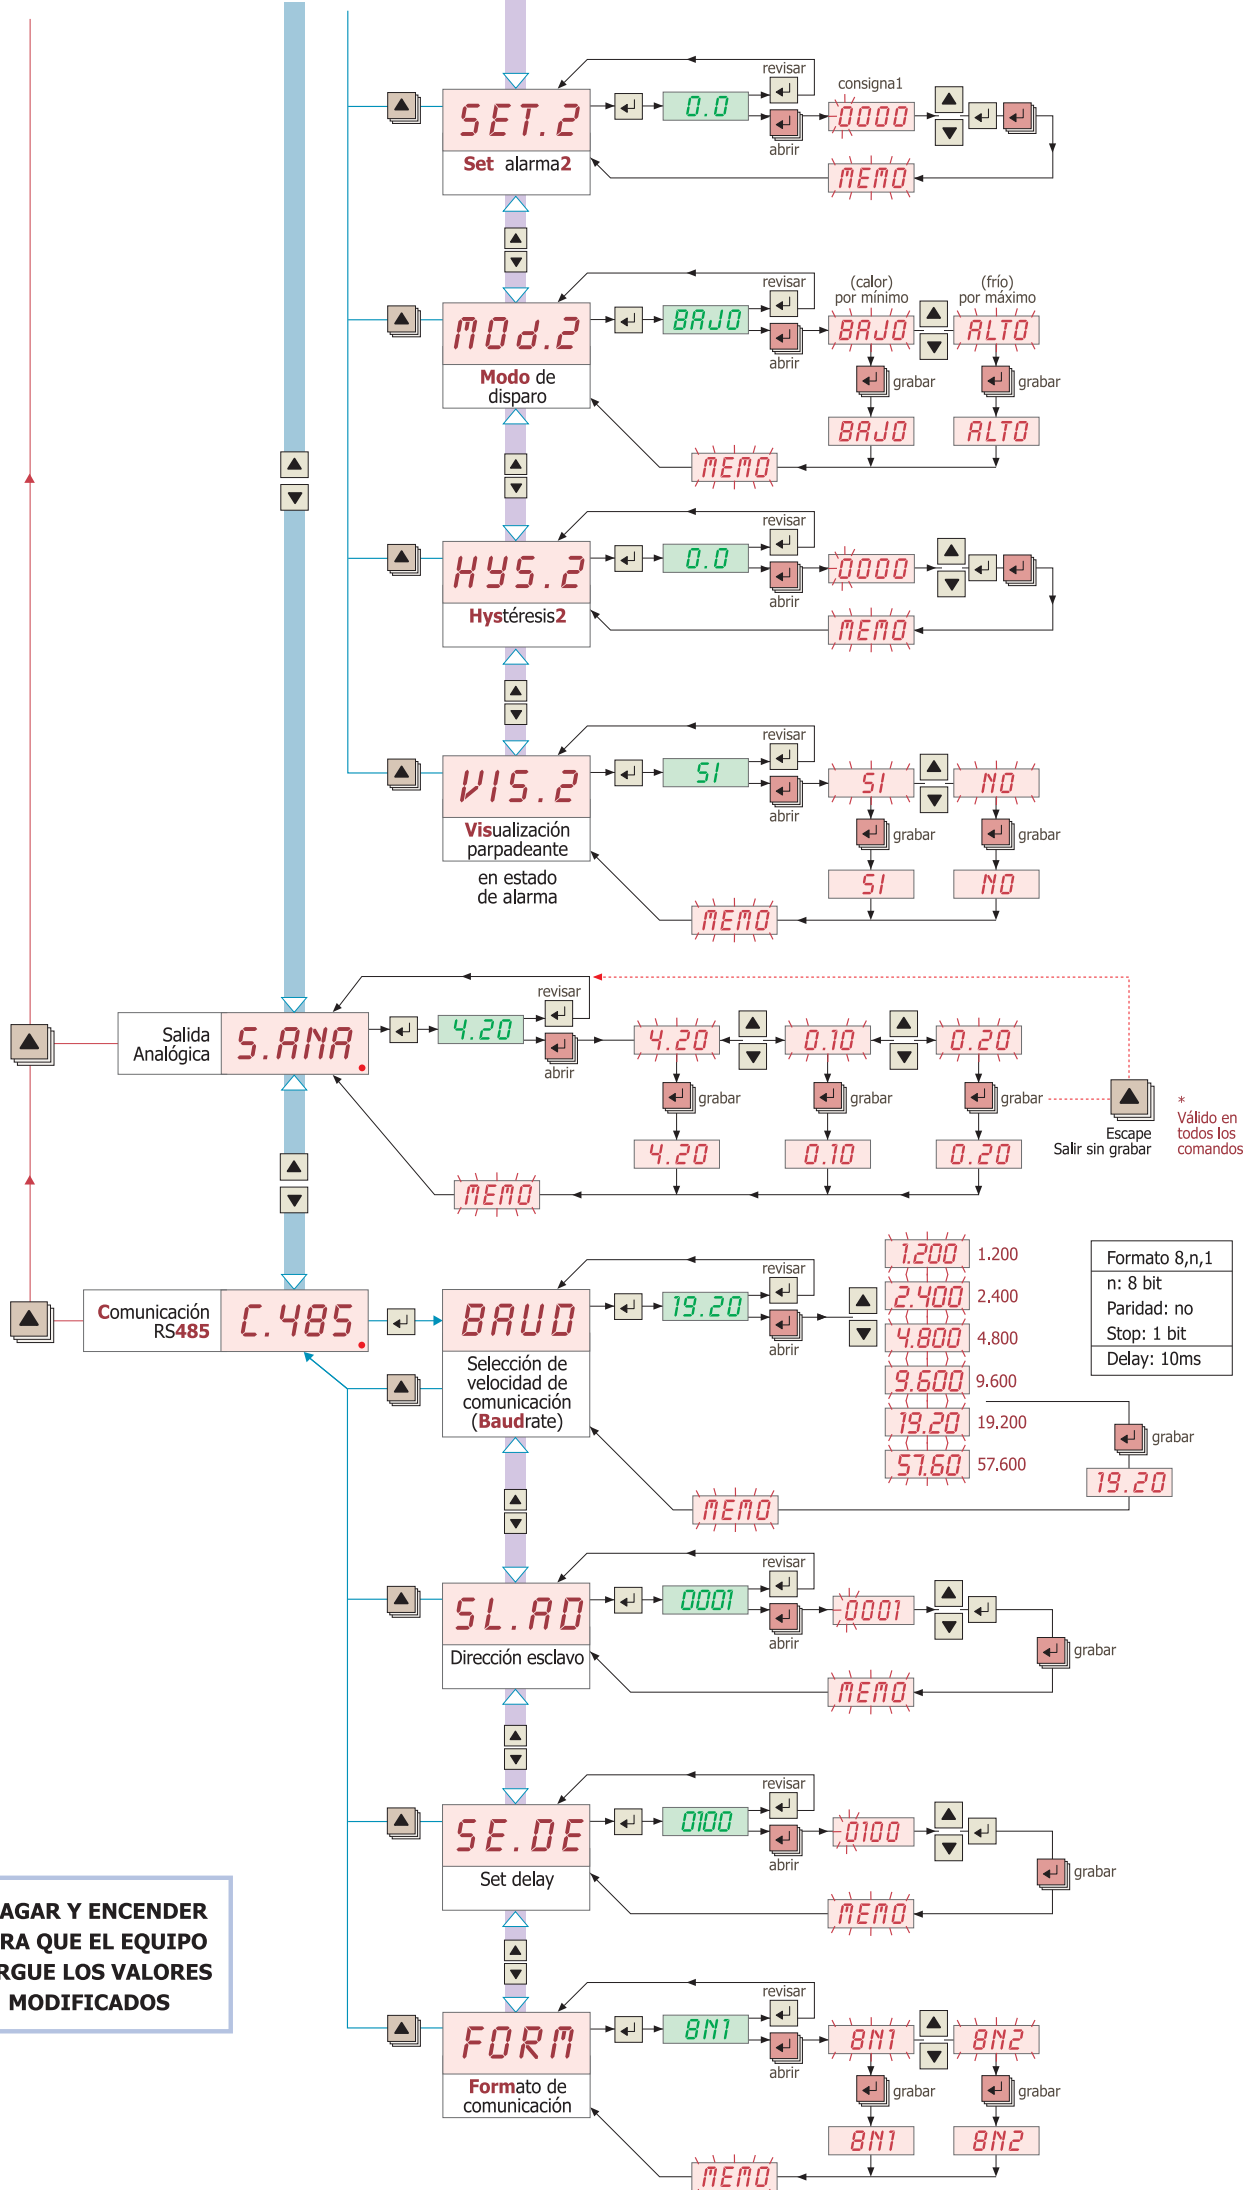 revisar
consigna1
SET.2
0.0
0000
abrir
Set alarma2
MEMO
revisar
(calor)
por mínimo
(frío)
por máximo
MOd.2
BAJO
BAJO
ALTO
abrir
Modo de
disparo
grabar
grabar
BAJO
ALTO
MEMO
revisar
HYS.2
0.0
0000
abrir
Hystéresis2
MEMO
revisar
VIS.2
SI
SI
NO
abrir
Visualización
parpadeante
en estado
de alarma
grabar
grabar
SI
NO
MEMO
revisar
Salida
Analógica
S.ANA
4.20
4.20
0.10
0.20
abrir
grabar
grabar
grabar
4.20
0.10
0.20
Escape
Salir sin grabar
*
Válido en
todos los
comandos
MEMO
revisar
Comunicación
RS485
C.485
BAUD
19.20
abrir
Selección de
velocidad de
comunicación
(Baudrate)
1.200 1.200
2.400 2.400
4.800 4.800
9.600 9.600
19.20 19.200
57.60 57.600
Formato 8,n,1
n: 8 bit
Paridad: no
Stop: 1 bit
Delay: 10ms
grabar
19.20
MEMO
revisar
SL.AD
0001
0001
abrir
Dirección esclavo
grabar
MEMO
revisar
SE.DE
0100
0100
abrir
Set delay
grabar
MEMO
AGAR Y ENCENDER
RA QUE EL EQUIPO
RGUE LOS VALORES
MODIFICADOS
revisar
FORM
8N1
8N1
8N2
abrir
Formato de
comunicación
grabar
grabar
8N1
8N2
MEMO